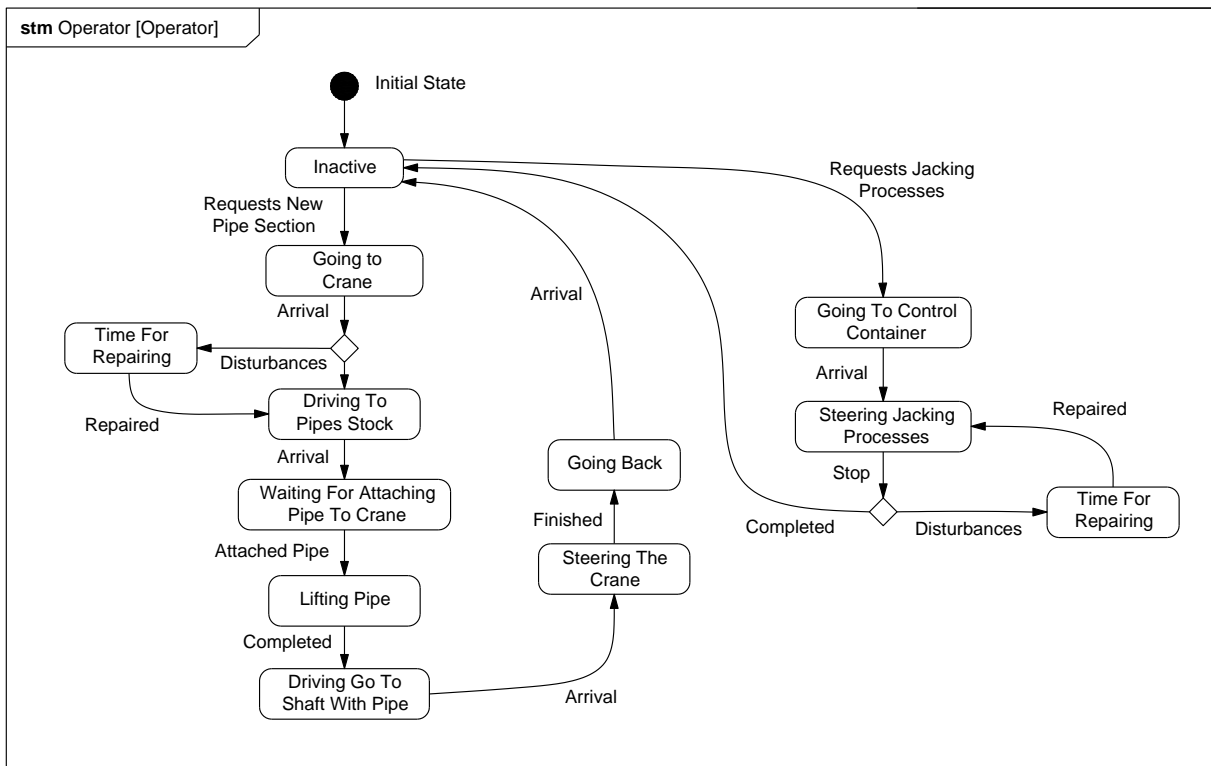 stm Operator [Operator]
Initial State
Inactive
Requests Jacking
Processes
Requests New
Pipe Section
Going to
Crane
Arrival
Arrival
Going To Control
Container
Time For
Repairing
Disturbances
Arrival
Driving To
Pipes Stock
Repaired
Steering Jacking
Processes
Repaired
Arrival
Going Back
Stop
Waiting For Attaching
Pipe To Crane
Time For
Repairing
Finished
Completed
Disturbances
Attached Pipe
Steering The
Crane
Lifting Pipe
Completed
Driving Go To
Shaft With Pipe
Arrival